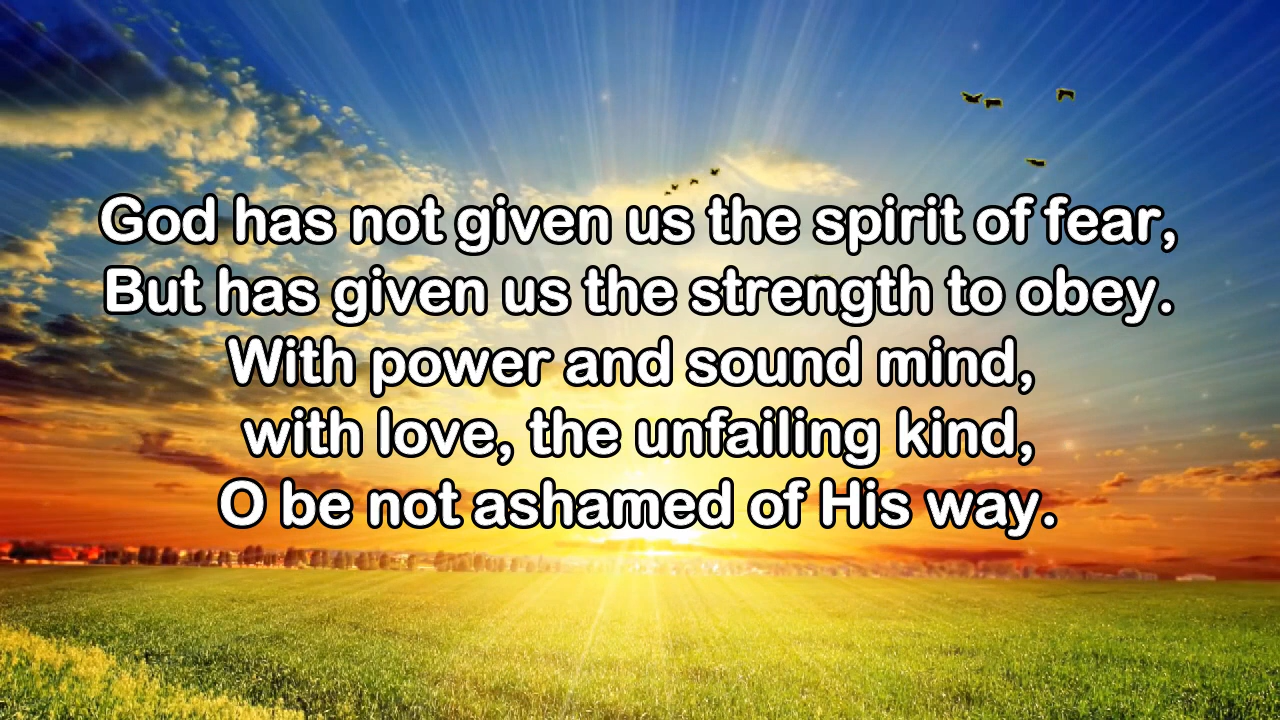 God has not given us the spirit of fear,
But has given us the strength to obey.
With power and sound mind,
with love, the unfailing kind,
O be not ashamed of His way.